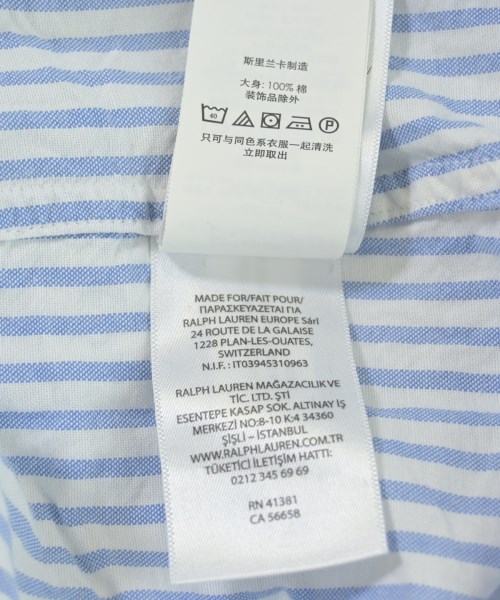 斯里兰卡制造
大身: 100% 棉
装饰品除外
40 P
只可与同色系衣服一起清洗
立即取出
MADE FOR/FAIT POUR/
ΠΑΡΑΣΚΕΥΑΖΕΤΑΙ ΓΙΑ
RALPH LAUREN EUROPE Sàrl
24 ROUTE DE LA GALAISE
1228 PLAN-LES-OUATES,
SWITZERLAND
N.I.F. : IT03945310963
RALPH LAUREN MAĞAZACILIK VE
TİC. LTD. ŞTİ
ESENTEPE KASAP SOK. ALTINAY IŞ
MERKEZİ NO:8-10 K:4 34360
ŞİŞLİ – İSTANBUL
WWW.RALPHLAUREN.COM.TR
TÜKETİCİ İLETİŞİM HATTI:
0212 345 69 69
RN 41381
CA 56658